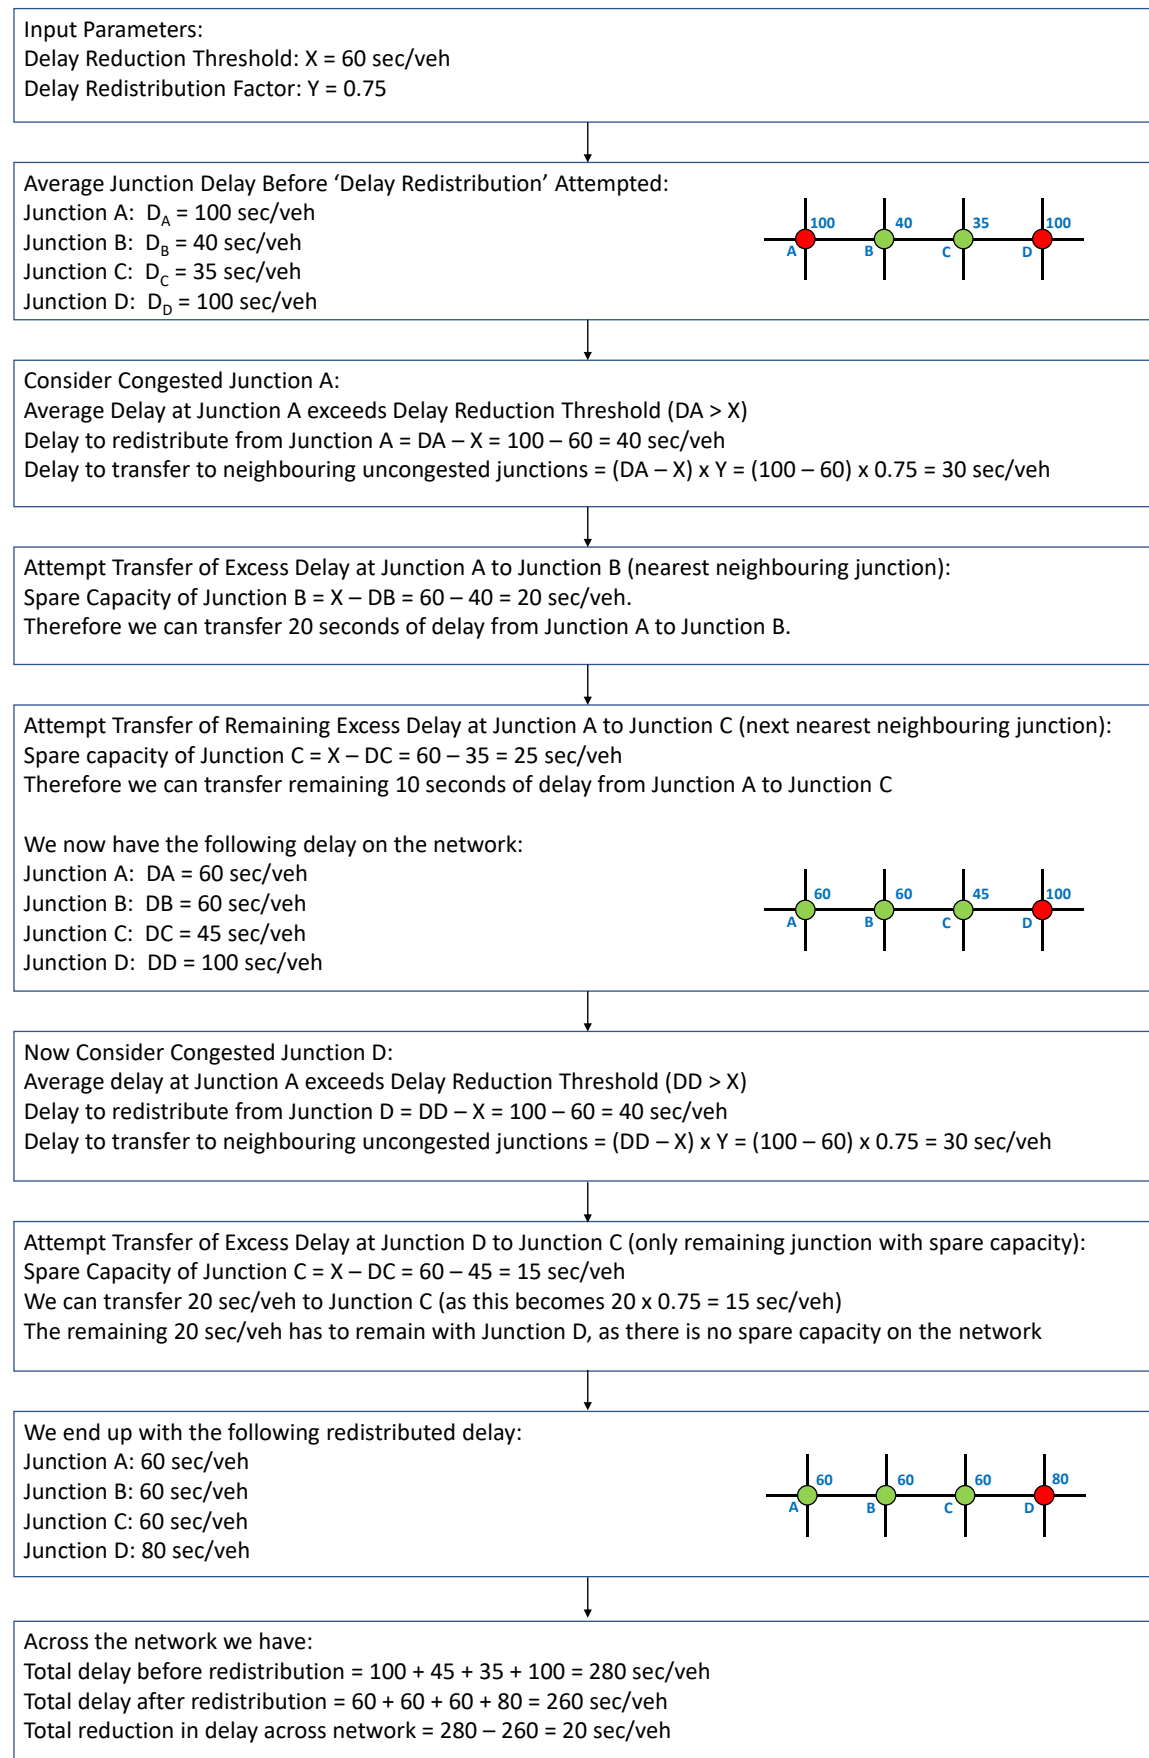 Input Parameters:
Delay Reduction Threshold: X = 60 sec/veh
Delay Redistribution Factor: Y = 0.75
Average Junction Delay Before ‘Delay Redistribution’ Attempted:
Junction A:  D_A = 100 sec/veh
Junction B:  D_B = 40 sec/veh
Junction C:  D_C = 35 sec/veh
Junction D:  D_D = 100 sec/veh
100 40 35 100
A B C D
Consider Congested Junction A:
Average Delay at Junction A exceeds Delay Reduction Threshold (DA > X)
Delay to redistribute from Junction A = DA – X = 100 – 60 = 40 sec/veh
Delay to transfer to neighbouring uncongested junctions = (DA – X) x Y = (100 – 60) x 0.75 = 30 sec/veh
Attempt Transfer of Excess Delay at Junction A to Junction B (nearest neighbouring junction):
Spare Capacity of Junction B = X – DB = 60 – 40 = 20 sec/veh.
Therefore we can transfer 20 seconds of delay from Junction A to Junction B.
Attempt Transfer of Remaining Excess Delay at Junction A to Junction C (next nearest neighbouring junction):
Spare capacity of Junction C = X – DC = 60 – 35 = 25 sec/veh
Therefore we can transfer remaining 10 seconds of delay from Junction A to Junction C
We now have the following delay on the network:
Junction A:  DA = 60 sec/veh
Junction B:  DB = 60 sec/veh
Junction C:  DC = 45 sec/veh
Junction D:  DD = 100 sec/veh
60 60 45 100
A B C D
Now Consider Congested Junction D:
Average delay at Junction A exceeds Delay Reduction Threshold (DD > X)
Delay to redistribute from Junction D = DD – X = 100 – 60 = 40 sec/veh
Delay to transfer to neighbouring uncongested junctions = (DD – X) x Y = (100 – 60) x 0.75 = 30 sec/veh
Attempt Transfer of Excess Delay at Junction D to Junction C (only remaining junction with spare capacity):
Spare Capacity of Junction C = X – DC = 60 – 45 = 15 sec/veh
We can transfer 20 sec/veh to Junction C (as this becomes 20 x 0.75 = 15 sec/veh)
The remaining 20 sec/veh has to remain with Junction D, as there is no spare capacity on the network
We end up with the following redistributed delay:
Junction A: 60 sec/veh
Junction B: 60 sec/veh
Junction C: 60 sec/veh
Junction D: 80 sec/veh
60 60 60 80
A B C D
Across the network we have:
Total delay before redistribution = 100 + 45 + 35 + 100 = 280 sec/veh
Total delay after redistribution = 60 + 60 + 60 + 80 = 260 sec/veh
Total reduction in delay across network = 280 – 260 = 20 sec/veh